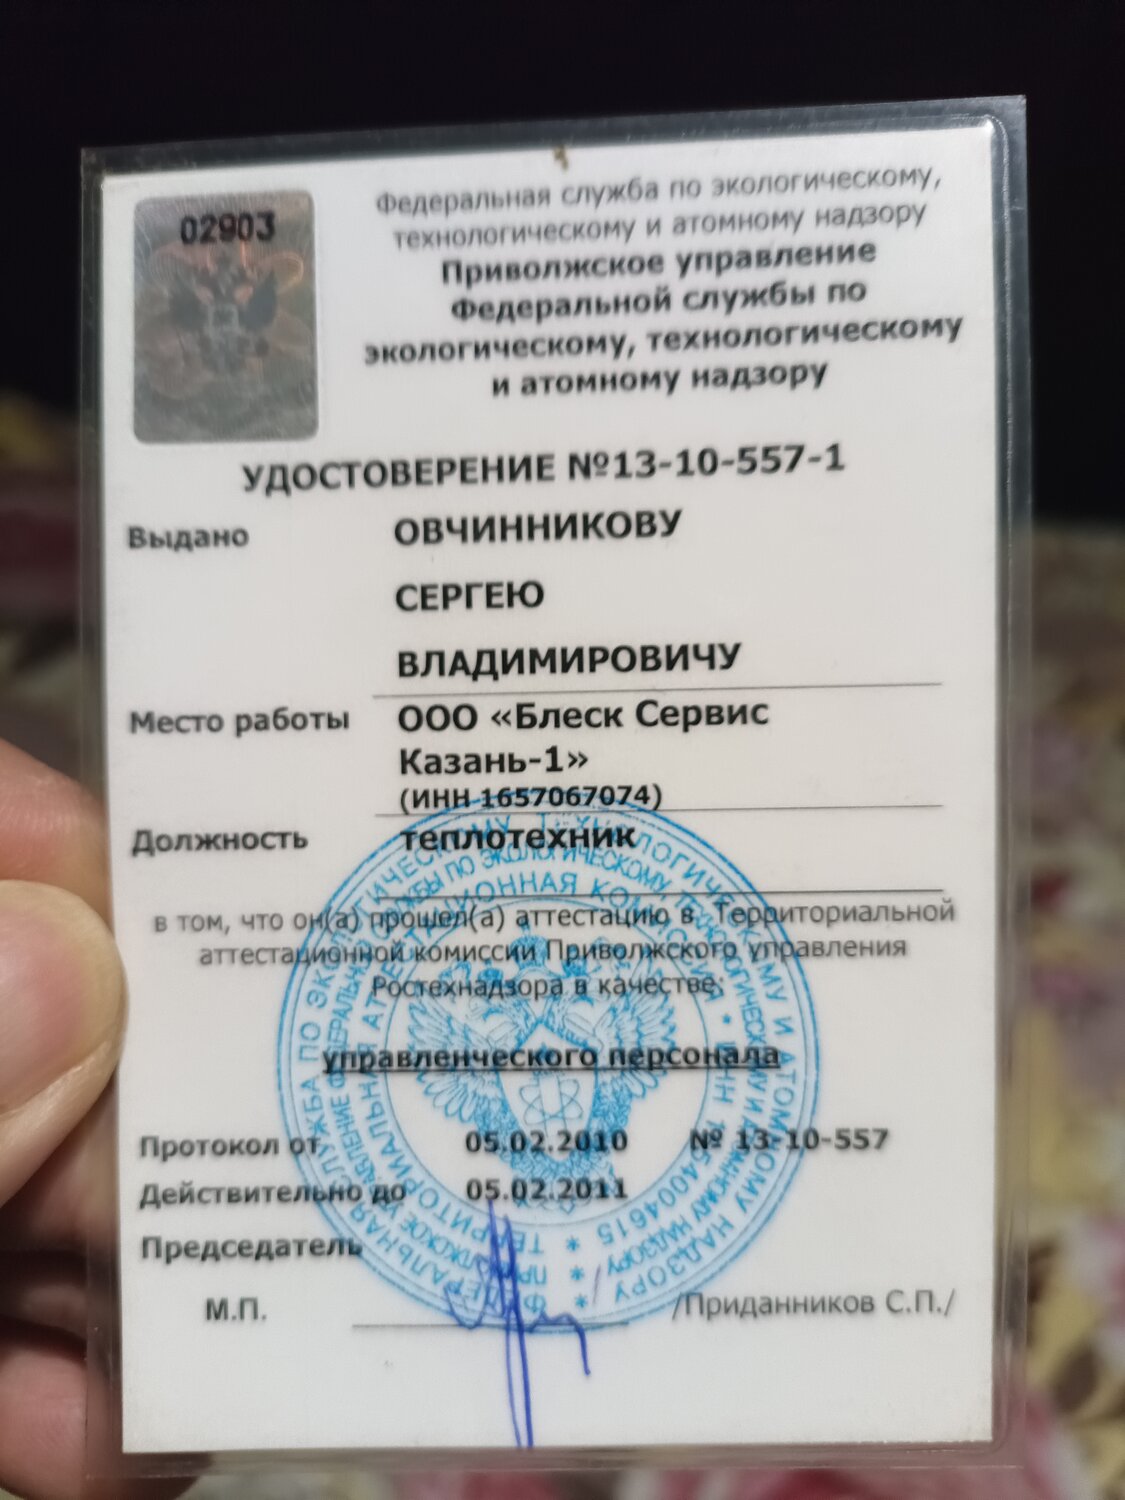 02903
Федеральная служба по экологическому,
технологическому и атомному надзору
Приволжское управление
Федеральной службы по
экологическому, технологическому
и атомному надзору
УДОСТОВЕРЕНИЕ №13-10-557-1
Выдано ОВЧИННИКОВУ
СЕРГЕЮ
ВЛАДИМИРОВИЧУ
Место работы ООО «Блеск Сервис
Казань-1»
(ИНН 1657067074)
Должность теплотехник
в том, что он(а) прошел(а) аттестацию в Территориальной
аттестационной комиссии Приволжского управления
Ростехнадзора в качестве:
управленческого персонала
Протокол от 05.02.2010 № 13-10-557
Действительно до 05.02.2011
Председатель
М.П. /Приданников С.П./